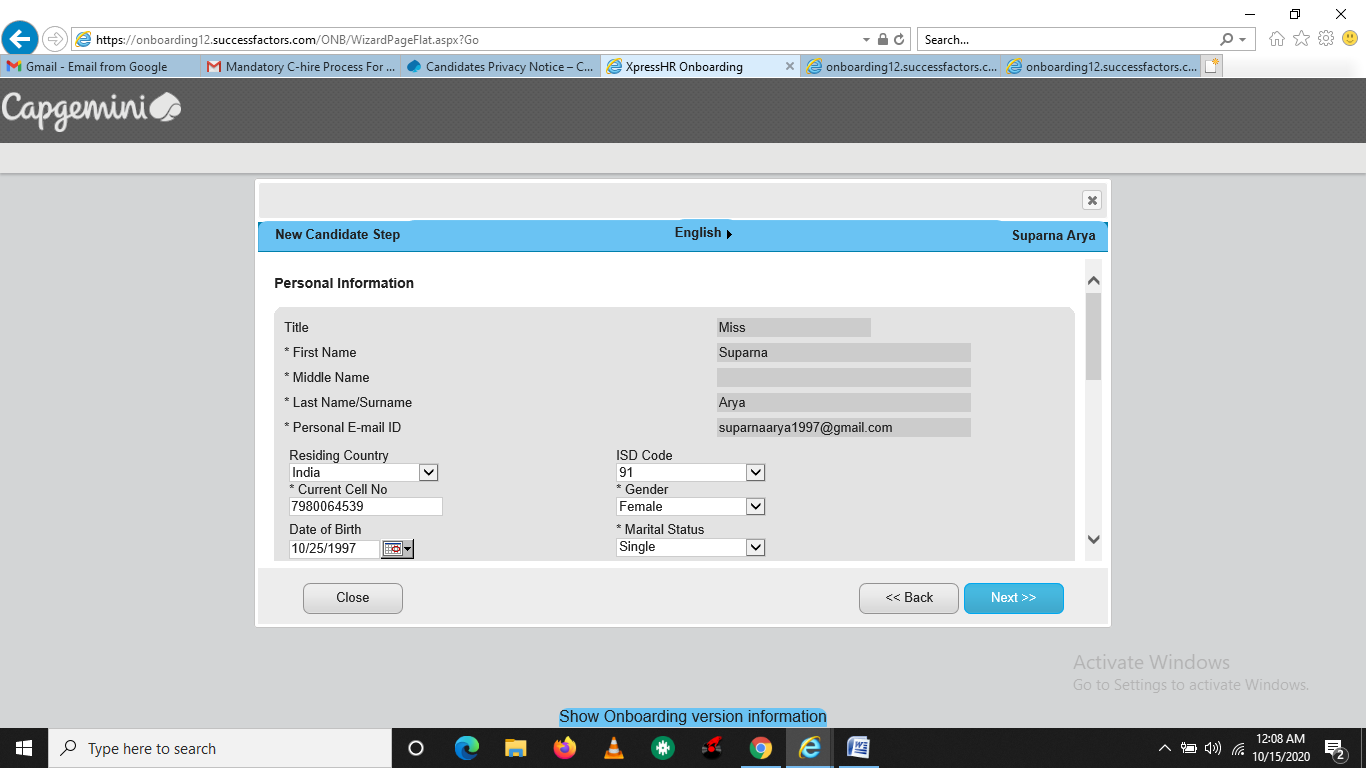 https://onboarding12.successfactors.com/ONB/WizardPageFlat.aspx?Go
Search...
Gmail - Email from Google
Mandatory C-hire Process For ...
Candidates Privacy Notice – C...
XpressHR Onboarding
onboarding12.successfactors.c...
onboarding12.successfactors.c...
Capgemini
New Candidate Step
English
Suparna Arya
Personal Information
Title
Miss
* First Name
Suparna
* Middle Name
* Last Name/Surname
Arya
* Personal E-mail ID
suparnaarya1997@gmail.com
Residing Country
ISD Code
India
91
* Current Cell No
* Gender
7980064539
Female
Date of Birth
* Marital Status
10/25/1997
Single
Close
<< Back
Next >>
Activate Windows
Go to Settings to activate Windows.
Show Onboarding version information
Type here to search
12:08 AM
10/15/2020
2